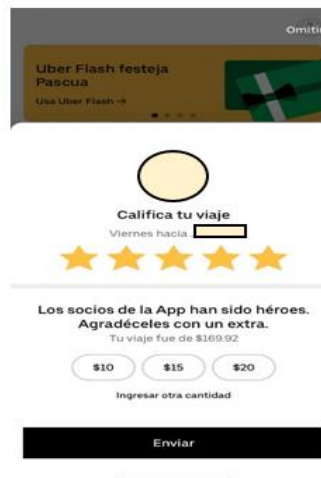 Omitir
Uber Flash festeja
Pascua
Usa Uber Flash →
Califica tu viaje
Viernes hacia
Los socios de la App han sido héroes.
Agradéceles con un extra.
Tu viaje fue de $169.92
$10 $15 $20
Ingresar otra cantidad
Enviar